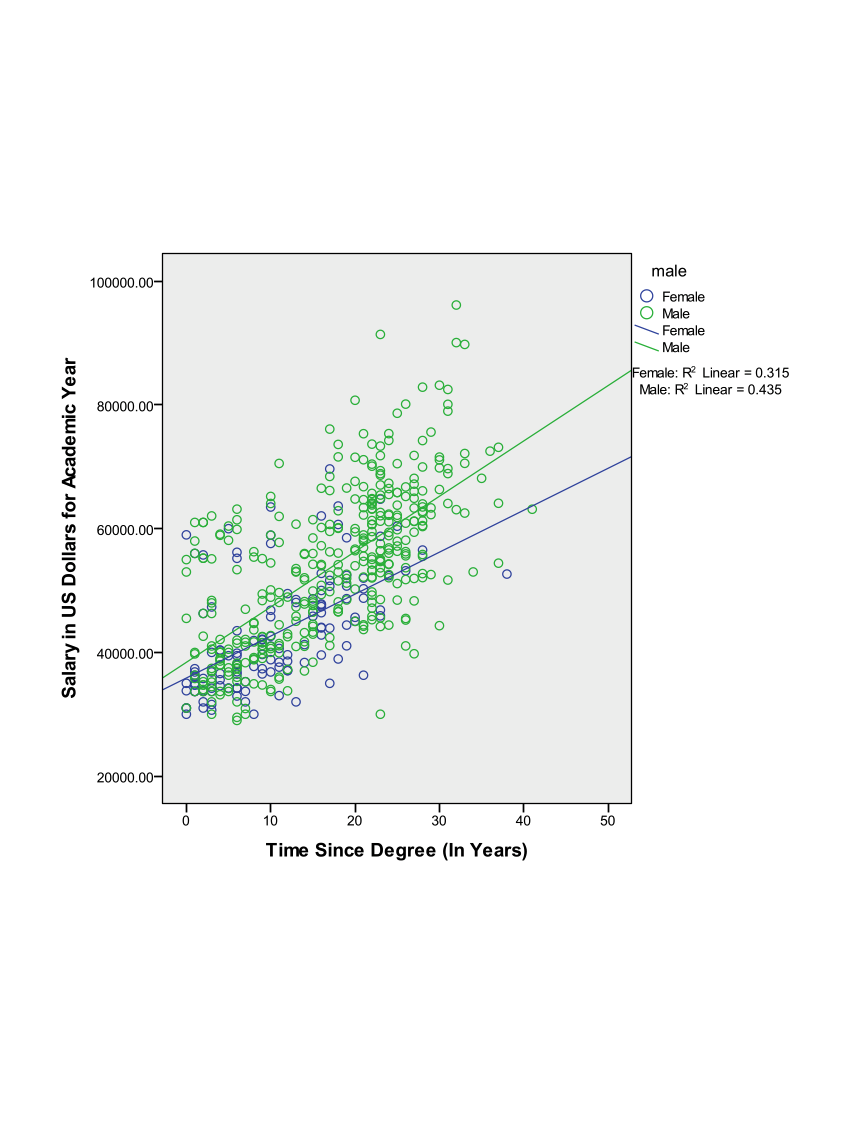 male
Female
Male
Female
Male
Female: R2 Linear = 0.315
Male: R2 Linear = 0.435
Salary in US Dollars for Academic Year
100000.00
80000.00
60000.00
40000.00
20000.00
0 10 20 30 40 50
Time Since Degree (In Years)